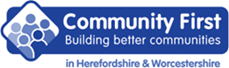 Community First
Building better communities
in Herefordshire & Worcestershire